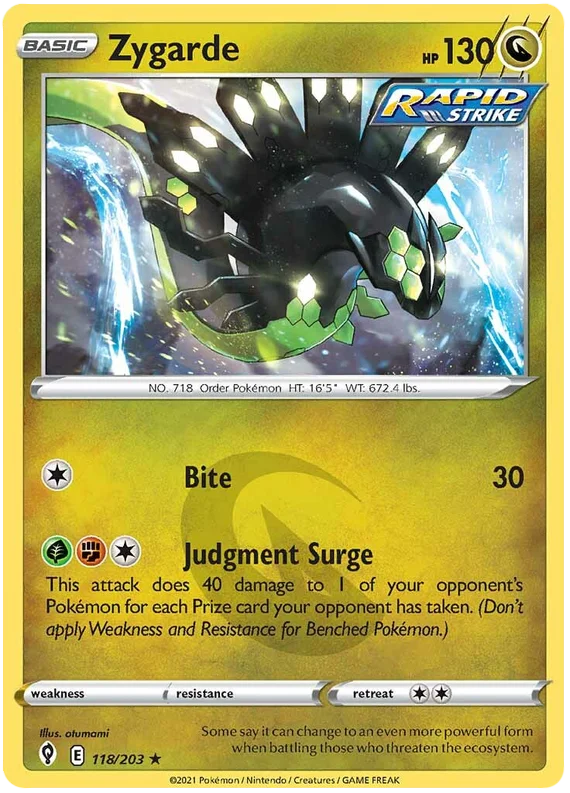 BASIC Zygarde HP 130
RAPID
STRIKE
NO. 718 Order Pokémon HT: 16'5" WT: 672.4 lbs.
Bite 30
Judgment Surge
This attack does 40 damage to 1 of your opponent's
Pokémon for each Prize card your opponent has taken. (Don't
apply Weakness and Resistance for Benched Pokémon.)
weakness resistance retreat
Illus. otumami
Some say it can change to an even more powerful form
when battling those who threaten the ecosystem.
E 118/203 ★
©2021 Pokémon / Nintendo / Creatures / GAME FREAK